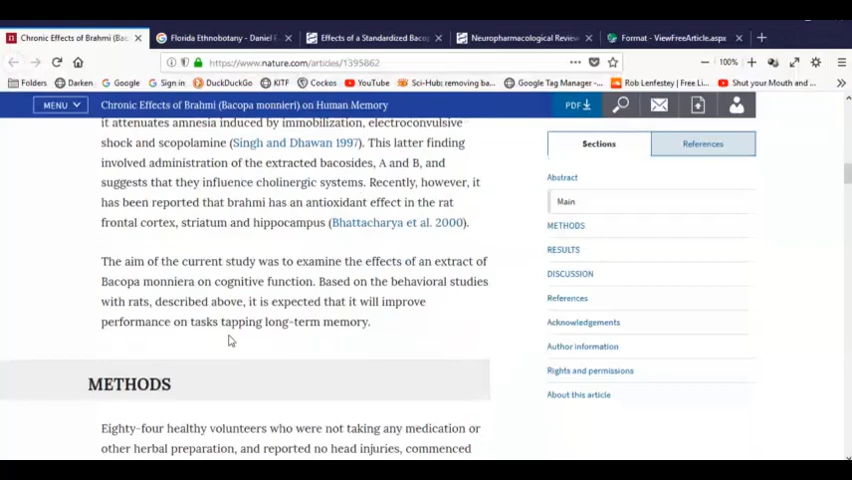 Chronic Effects of Brahmi (Bac
Florida Ethnobotany - Daniel F.
Effects of a Standardized Bacop
Neuropharmacological Review
Format - ViewFreeArticle.aspx
https://www.nature.com/articles/1395862
100%
Folders
Darken
Google
Sign in
DuckDuckGo
KITF
Cockos
YouTube
Sci-Hub: removing ba...
Google Tag Manager -...
Rob Lenfestey | Free Li...
Shut your Mouth and ...
MENU
Chronic Effects of Brahmi (Bacopa monnieri) on Human Memory
PDF
it attenuates amnesia induced by immobilization, electroconvulsive
shock and scopolamine (Singh and Dhawan 1997). This latter finding
involved administration of the extracted bacosides, A and B, and
suggests that they influence cholinergic systems. Recently, however, it
has been reported that brahmi has an antioxidant effect in the rat
frontal cortex, striatum and hippocampus (Bhattacharya et al. 2000).
The aim of the current study was to examine the effects of an extract of
Bacopa monniera on cognitive function. Based on the behavioral studies
with rats, described above, it is expected that it will improve
performance on tasks tapping long-term memory.
METHODS
Eighty-four healthy volunteers who were not taking any medication or
other herbal preparation, and reported no head injuries, commenced
Sections
References
Abstract
Main
METHODS
RESULTS
DISCUSSION
References
Acknowledgements
Author information
Rights and permissions
About this article